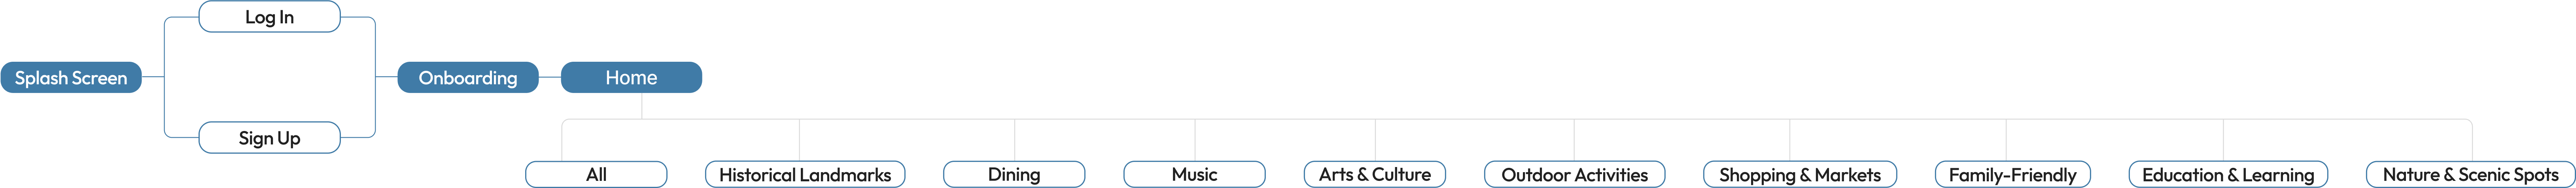 Log In
Splash Screen
Onboarding
Home
Sign Up
All
Historical Landmarks
Dining
Music
Arts & Culture
Outdoor Activities
Shopping & Markets
Family-Friendly
Education & Learning
Nature & Scenic Spots